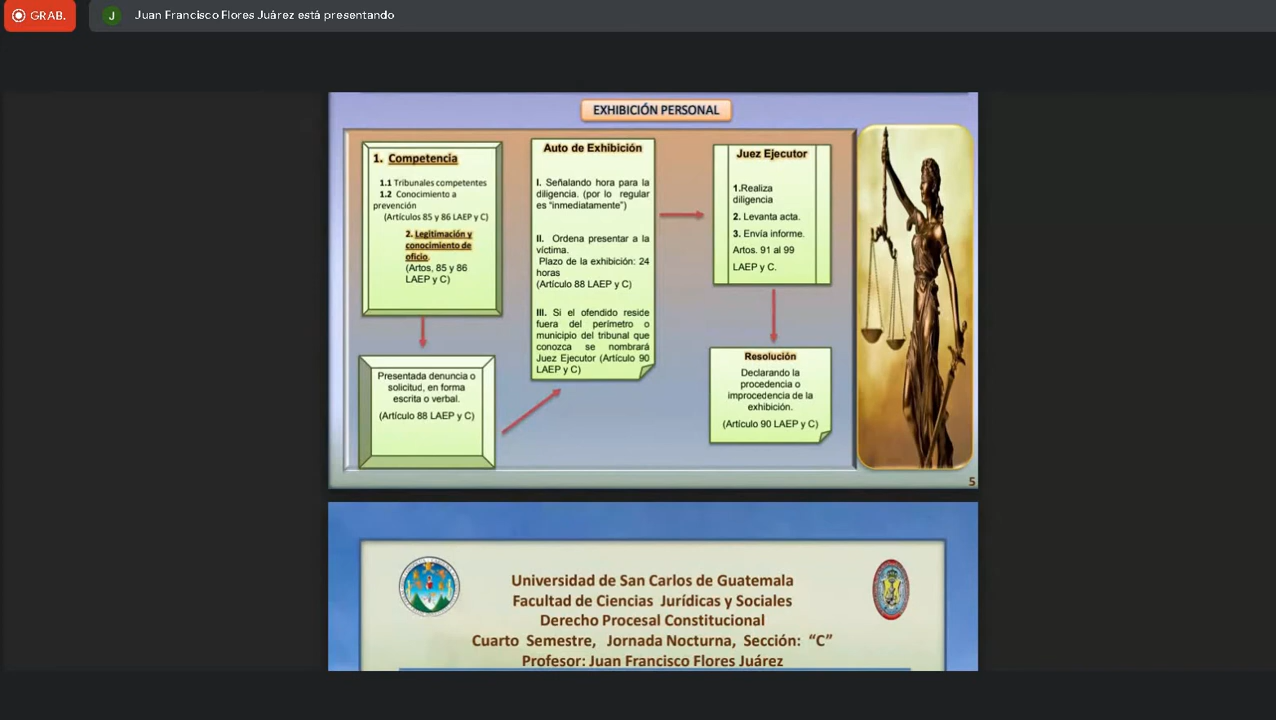 GRAB.
J
Juan Francisco Flores Juárez está presentando
EXHIBICIÓN PERSONAL
1. Competencia
1.1 Tribunales competentes
1.2 Conocimiento a
prevención
(Artículos 85 y 86 LAEP y C)
2. Legitimación y
conocimiento de
oficio.
(Artos, 85 y 86
LAEP y C)
Presentada denuncia o
solicitud, en forma
escrita o verbal.
(Artículo 88 LAEP y C)
Auto de Exhibición
I. Señalando hora para la
diligencia. (por lo regular
es “inmediatamente”)
II. Ordena presentar a la
víctima.
Plazo de la exhibición: 24
horas
(Artículo 88 LAEP y C)
III. Si el ofendido reside
fuera del perímetro o
municipio del tribunal que
conozca se nombrará
Juez Ejecutor (Artículo 90
LAEP y C)
Juez Ejecutor
1.Realiza
diligencia
2. Levanta acta.
3. Envía informe.
Artos. 91 al 99
LAEP y C.
Resolución
Declarando la
procedencia o
improcedencia de la
exhibición.
(Artículo 90 LAEP y C)
5
Universidad de San Carlos de Guatemala
Facultad de Ciencias Jurídicas y Sociales
Derecho Procesal Constitucional
Cuarto Semestre, Jornada Nocturna, Sección: “C”
Profesor: Juan Francisco Flores Juárez